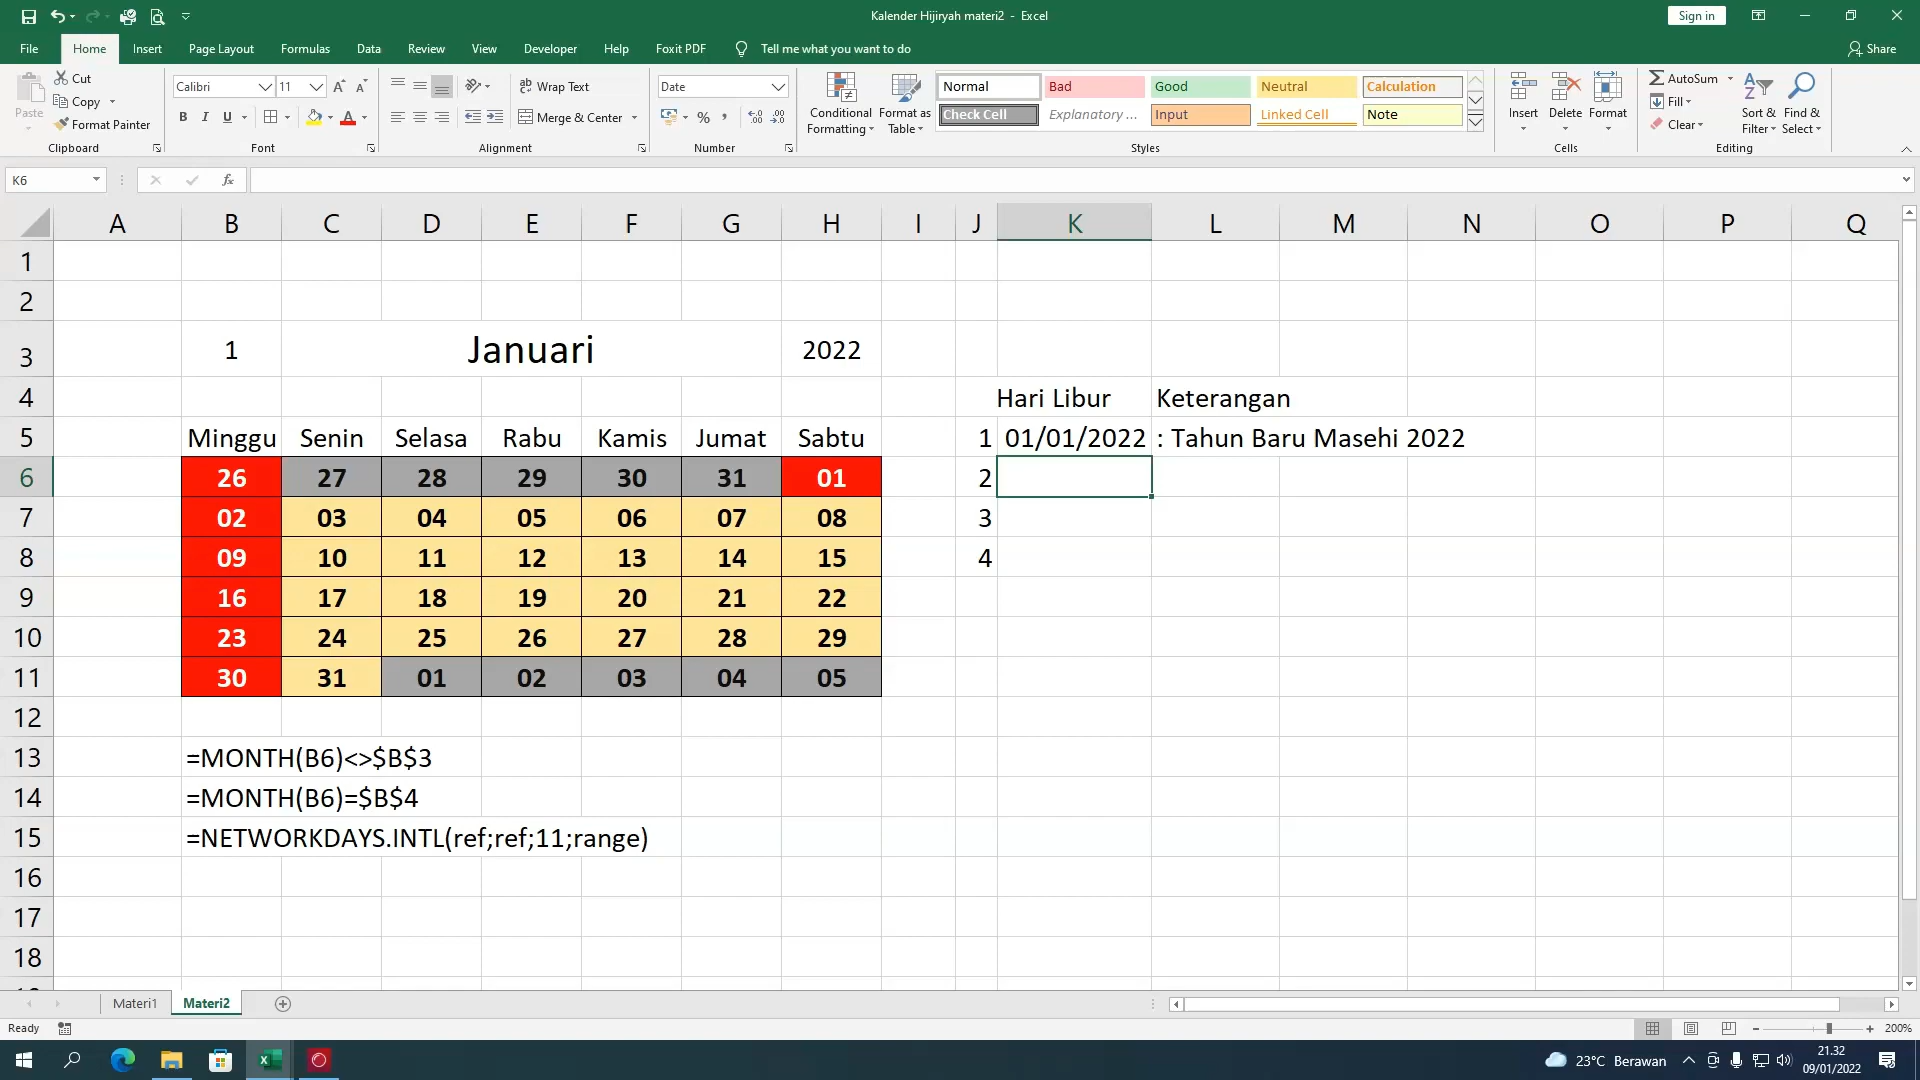 Kalender Hijiryah materi2 - Excel
Sign in
File Home Insert Page Layout Formulas Data Review View Developer Help Foxit PDF Tell me what you want to do Share
Paste
Cut
Copy
Format Painter
Clipboard
Calibri 11
B I U
Font
Wrap Text
Merge & Center
Alignment
Date
Number
Conditional Formatting
Format as Table
Normal Bad Good Neutral Calculation
Check Cell Explanatory ... Input Linked Cell Note
Styles
Insert Delete Format
Cells
AutoSum
Fill
Clear
Sort & Filter
Find & Select
Editing
K6
fx
A B C D E F G H I J K L M N O P Q
1
2
3 1 Januari 2022
4 Hari Libur Keterangan
5 Minggu Senin Selasa Rabu Kamis Jumat Sabtu 1 01/01/2022 : Tahun Baru Masehi 2022
6 26 27 28 29 30 31 01 2
7 02 03 04 05 06 07 08 3
8 09 10 11 12 13 14 15 4
9 16 17 18 19 20 21 22
10 23 24 25 26 27 28 29
11 30 31 01 02 03 04 05
12
13 =MONTH(B6)<>$B$3
14 =MONTH(B6)=$B$4
15 =NETWORKDAYS.INTL(ref;ref;11;range)
16
17
18
Materi1 Materi2
Ready
200%
23°C Berawan
21.32
09/01/2022